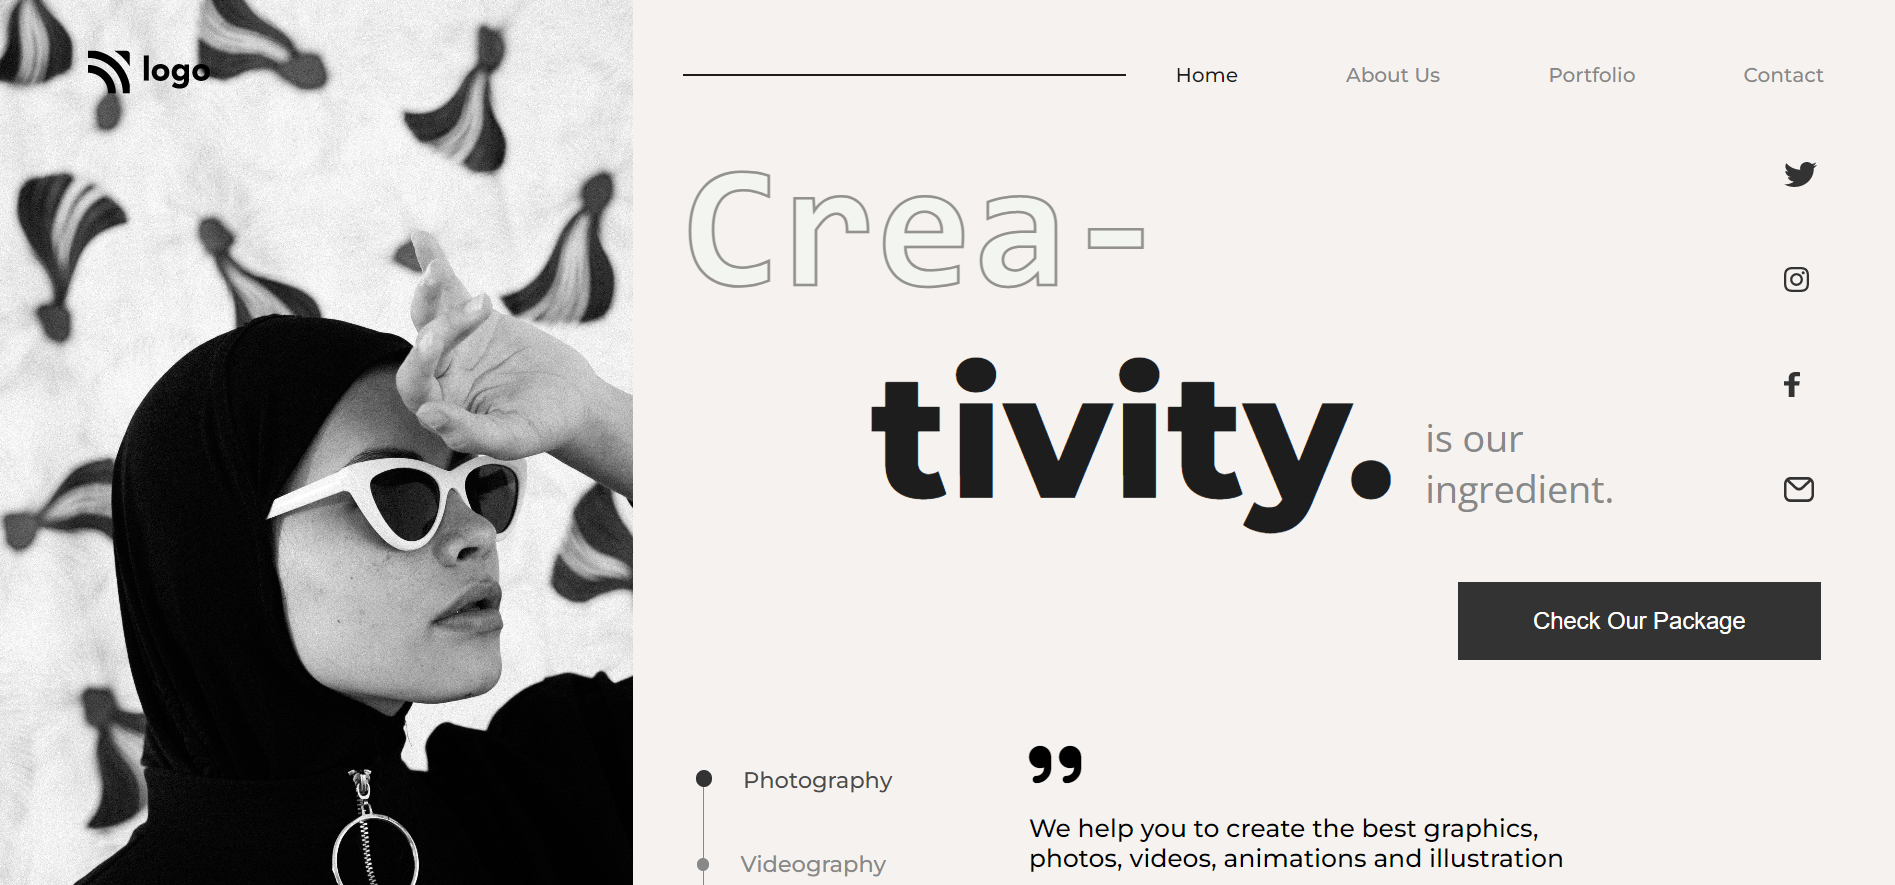 logo
Home About Us Portfolio Contact
Crea-
tivity.
is our
ingredient.
Check Our Package
Photography
Videography
We help you to create the best graphics,
photos, videos, animations and illustration